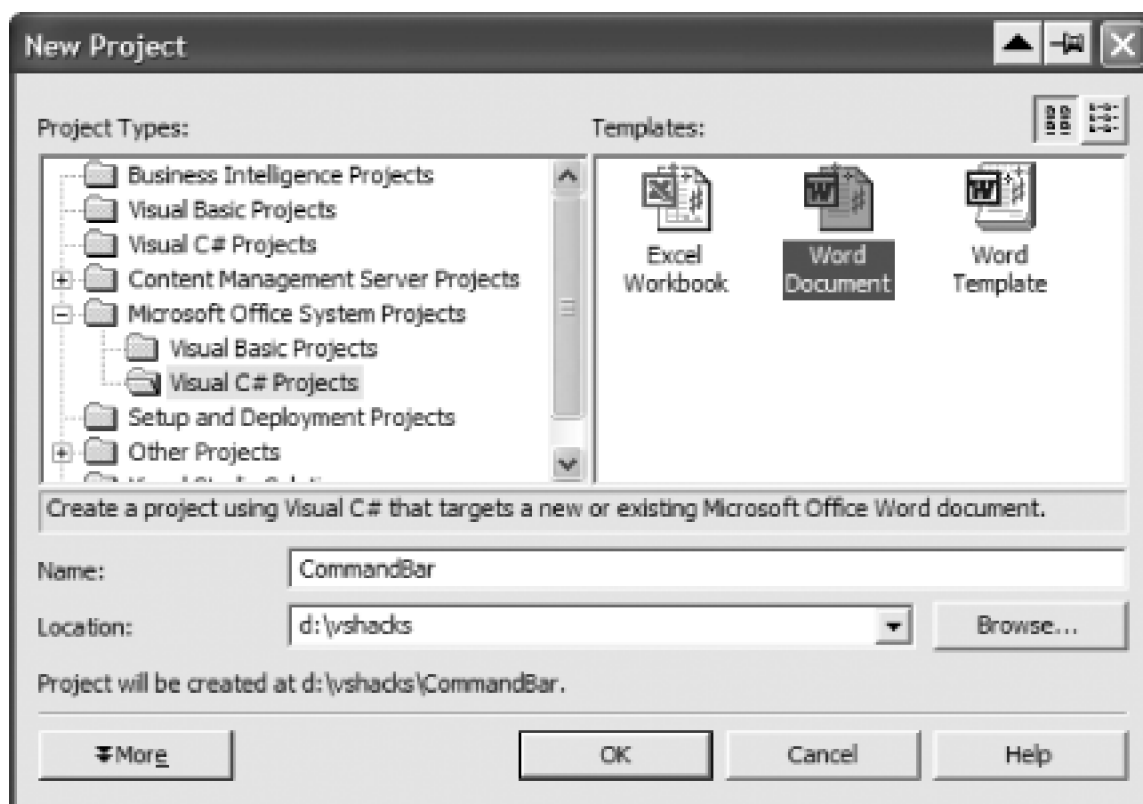 New Project
Project Types:
Templates:
Business Intelligence Projects
Visual Basic Projects
Visual C# Projects
Content Management Server Projects
Microsoft Office System Projects
Visual Basic Projects
Visual C# Projects
Setup and Deployment Projects
Other Projects
Excel
Workbook
Word
Document
Word
Template
Create a project using Visual C# that targets a new or existing Microsoft Office Word document.
Name:
CommandBar
Location:
d:\vshacks
Browse...
Project will be created at d:\vshacks\CommandBar.
More
OK
Cancel
Help